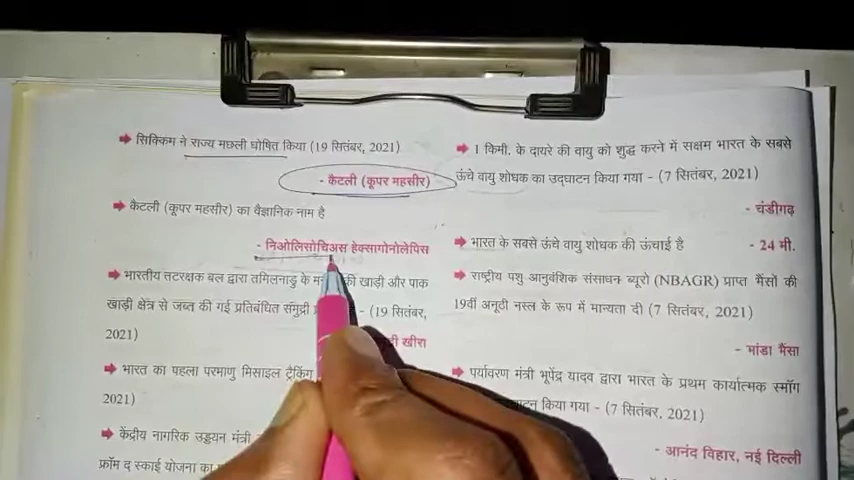 ➡ सिक्किम ने राज्य मछली घोषित किया (19 सितंबर, 2021)
- कैटली (कूपर महसीर)
➡ कैटली (कूपर महसीर) का वैज्ञानिक नाम है
- निओलिसोचिअस हेक्सागोनोलेपिस
➡ भारतीय तटरक्षक बल द्वारा तमिलनाडु के की खाड़ी और पाक
खाड़ी क्षेत्र से जब्त की गई प्रतिबंधित समुद्री - (19 सितंबर,
2021)
खीरा
➡ भारत का पहला परमाणु मिसाइल ट्रैकिंग
2021)
➡ केंद्रीय नागरिक उड्डयन मंत्री
फ्रॉम द स्काई योजना का
➡ 1 किमी. के दायरे की वायु को शुद्ध करने में सक्षम भारत के सबसे
ऊंचे वायु शोधक का उद्घाटन किया गया - (7 सितंबर, 2021)
- चंडीगढ़
➡ भारत के सबसे ऊंचे वायु शोधक की ऊंचाई है - 24 मी.
➡ राष्ट्रीय पशु आनुवंशिक संसाधन ब्यूरो (NBAGR) प्राप्त भैंसों की
19वीं अनूठी नस्ल के रूप में मान्यता दी (7 सितंबर, 2021)
- मांडा भैंसा
➡ पर्यावरण मंत्री भूपेंद्र यादव द्वारा भारत के प्रथम कार्यात्मक स्मॉग
किया गया - (7 सितंबर, 2021)
- आनंद विहार, नई दिल्ली